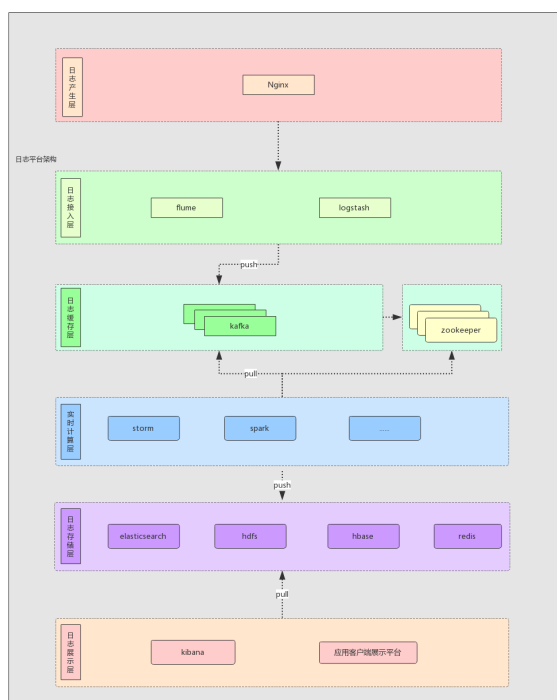 日志产生层
Nginx
日志平台架构
日志接入层
flume
logstash
push
日志缓存层
kafka
zookeeper
pull
实时计算层
storm
spark
......
push
日志存储层
elasticsearch
hdfs
hbase
redis
pull
日志展示层
kibana
应用客户端展示平台